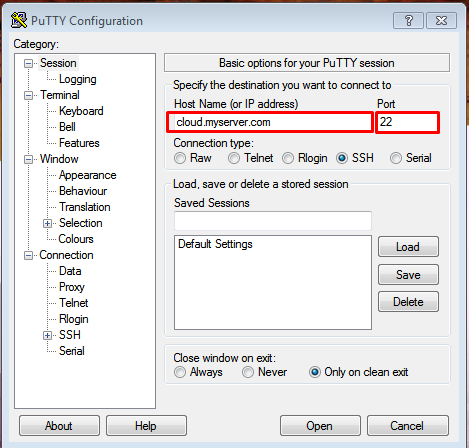 PuTTY Configuration
Category:
Session
Logging
Terminal
Keyboard
Bell
Features
Window
Appearance
Behaviour
Translation
Selection
Colours
Connection
Data
Proxy
Telnet
Rlogin
SSH
Serial
Basic options for your PuTTY session
Specify the destination you want to connect to
Host Name (or IP address) Port
cloud.myserver.com 22
Connection type:
Raw Telnet Rlogin SSH Serial
Load, save or delete a stored session
Saved Sessions
Default Settings
Load
Save
Delete
Close window on exit:
Always Never Only on clean exit
About Help Open Cancel